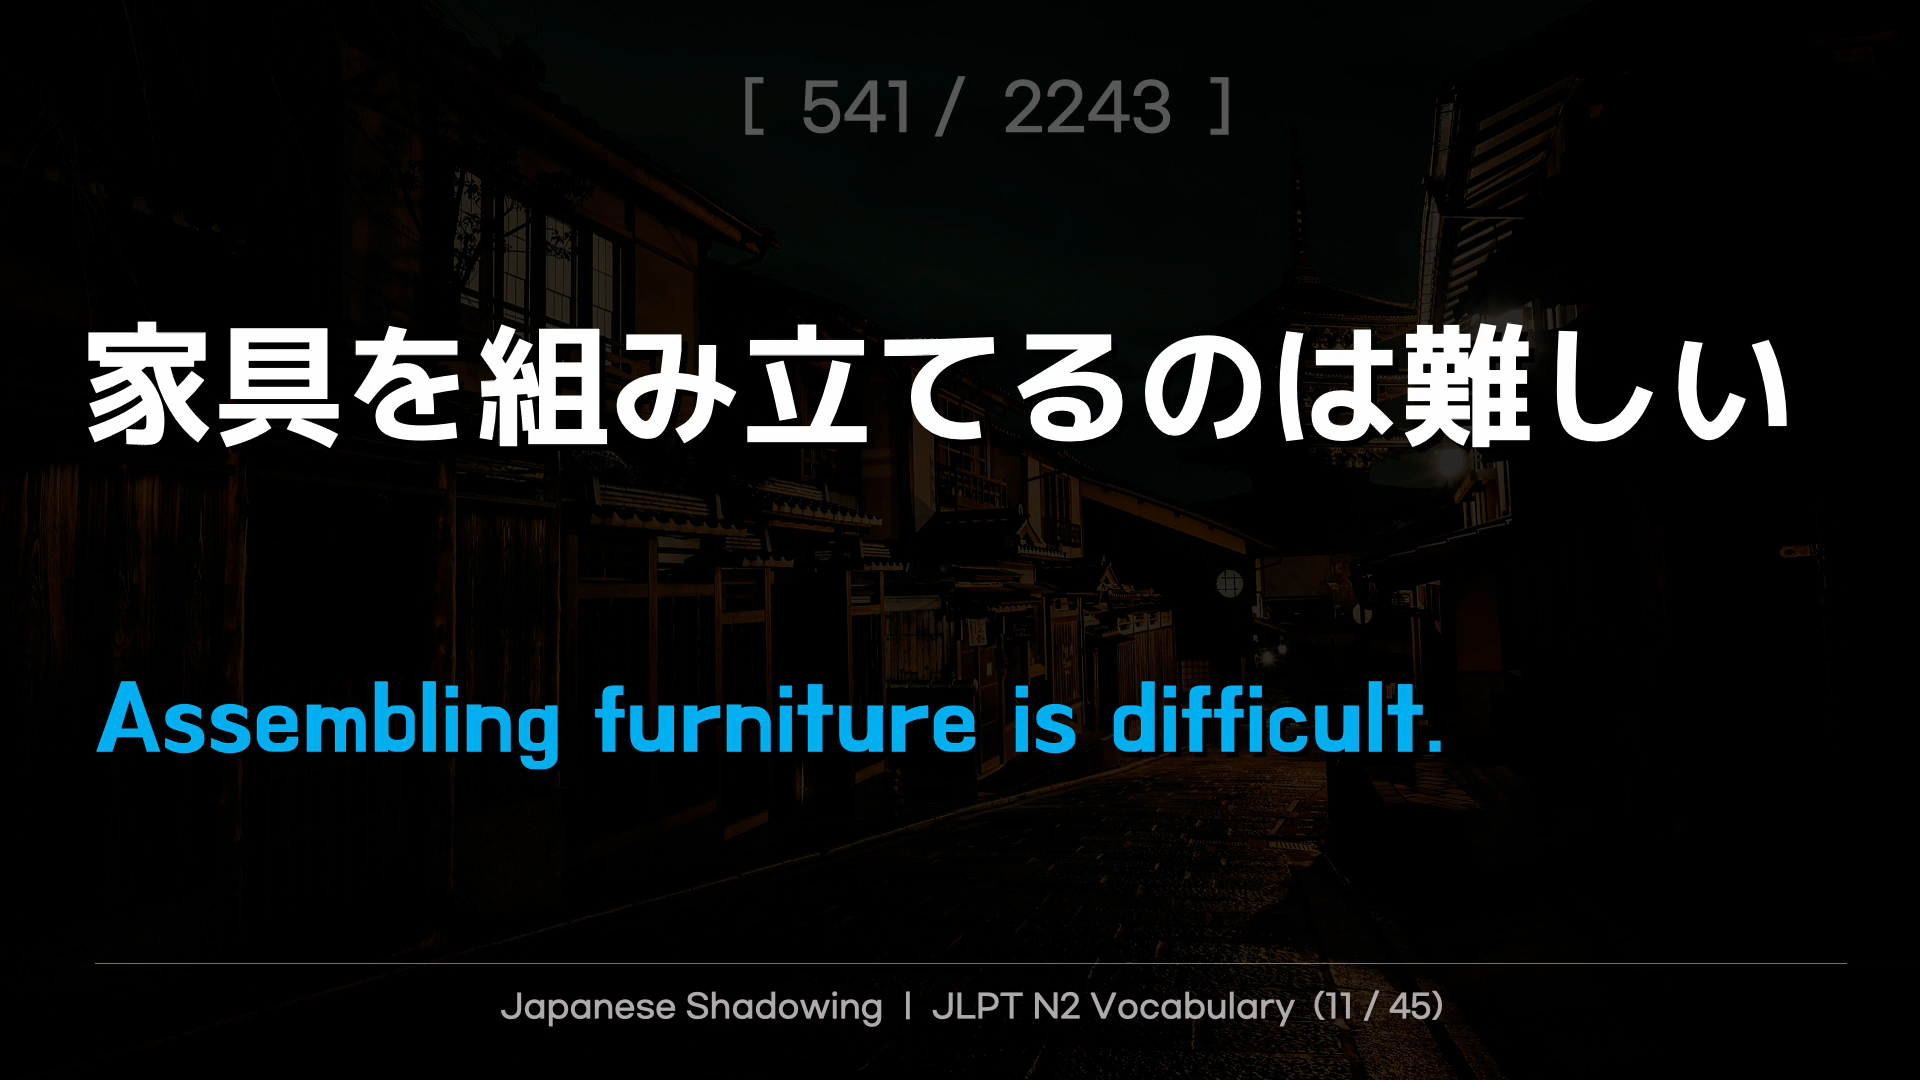 [ 541 / 2243 ]
家具を組み立てるのは難しい
Assembling furniture is difficult.
Japanese Shadowing | JLPT N2 Vocabulary (11 / 45)